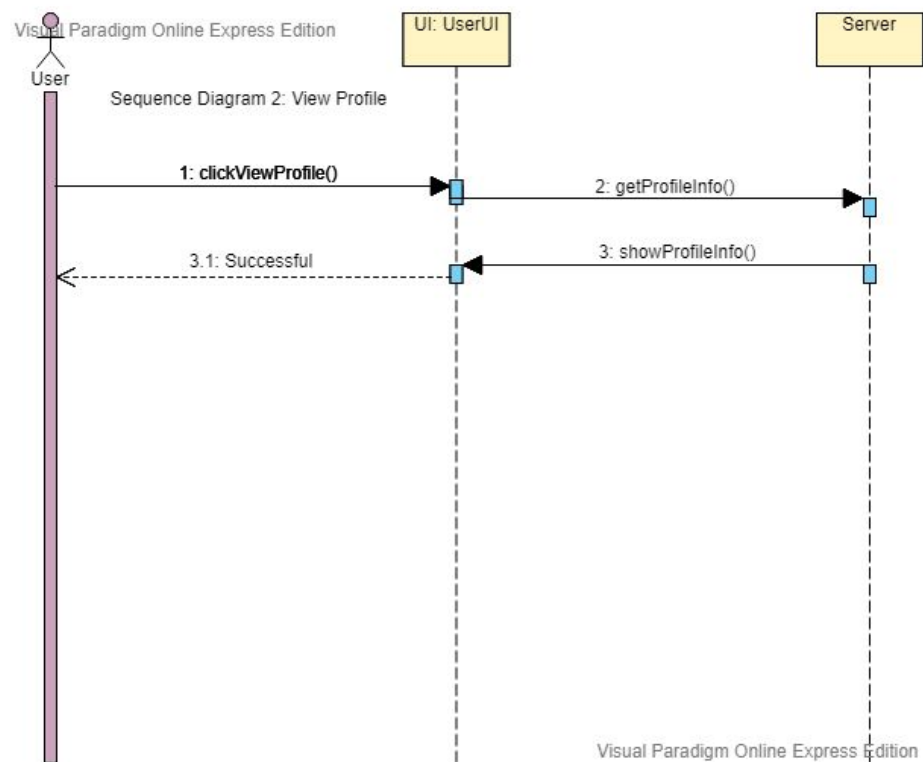 Visual Paradigm Online Express Edition
UI: UserUI
Server
User
Sequence Diagram 2: View Profile
1: clickViewProfile()
2: getProfileInfo()
3.1: Successful
3: showProfileInfo()
Visual Paradigm Online Express Edition